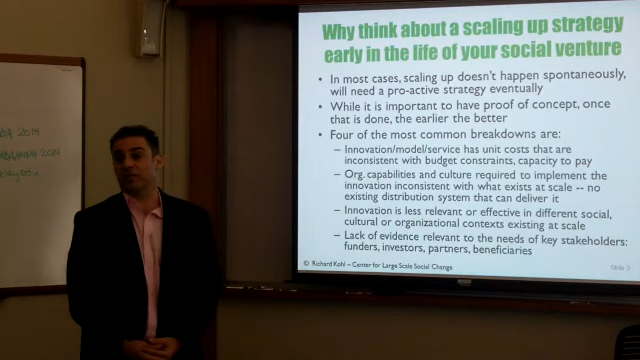 Why think about a scaling up strategy
early in the life of your social venture
• In most cases, scaling up doesn't happen spontaneously,
will need a pro-active strategy eventually
• While it is important to have proof of concept, once
that is done, the earlier the better
• Four of the most common breakdowns are:
– Innovation/model/service has unit costs that are
inconsistent with budget constraints, capacity to pay
– Org. capabilities and culture required to implement the
innovation inconsistent with what exists at scale -- no
existing distribution system that can deliver it
– Innovation is less relevant or effective in different social,
cultural or organizational contexts existing at scale
– Lack of evidence relevant to the needs of key stakeholders:
funders, investors, partners, beneficiaries
© Richard Kohl – Center for Large Scale Social Change
Slide 3
2014